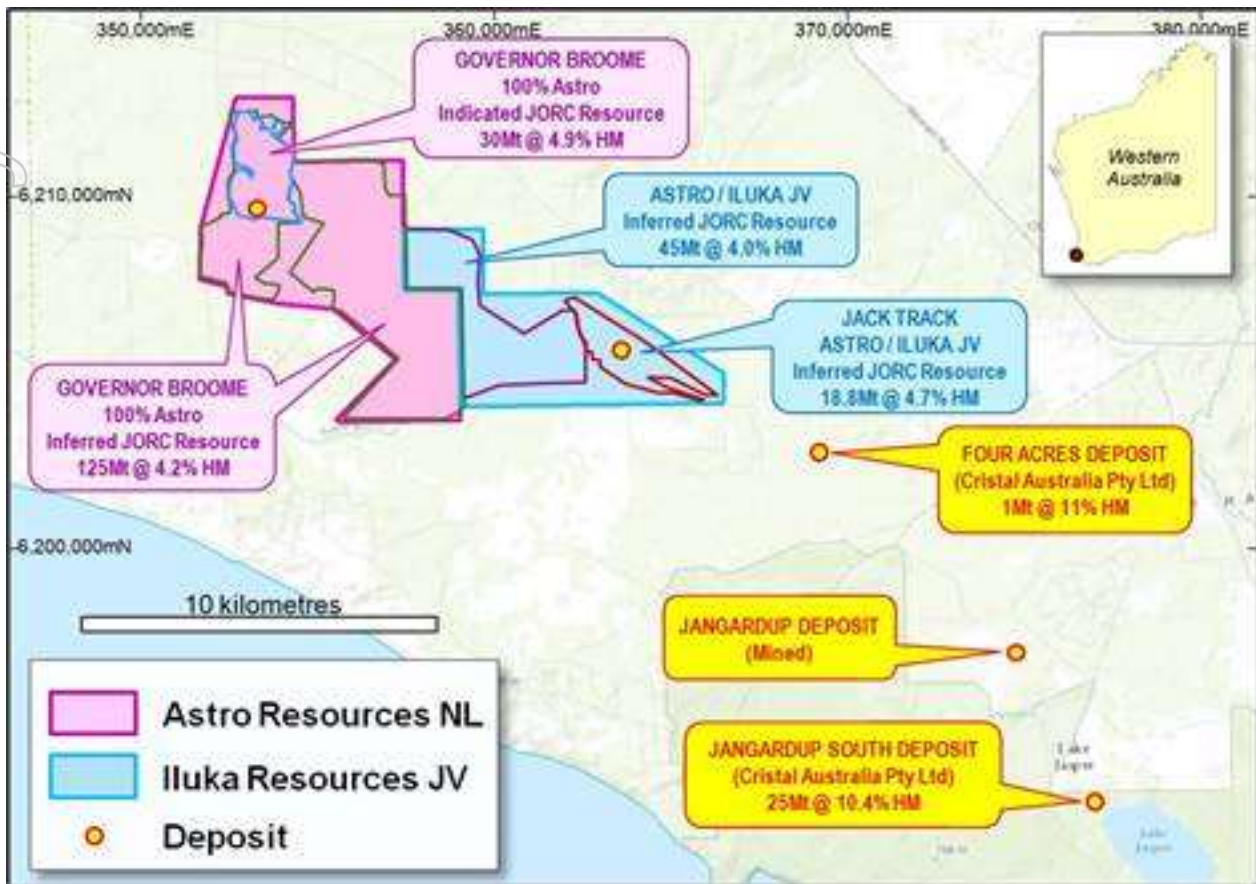 350,000mE
360,000mE
370,000mE
380,000mE
GOVERNOR BROOME
100% Astro
Indicated JORC Resource
30Mt @ 4.9% HM
Western
Australia
6,210,000mN
ASTRO / ILUKA JV
Inferred JORC Resource
45Mt @ 4.0% HM
JACK TRACK
ASTRO / ILUKA JV
Inferred JORC Resource
18.8Mt @ 4.7% HM
GOVERNOR BROOME
100% Astro
Inferred JORC Resource
125Mt @ 4.2% HM
FOUR ACRES DEPOSIT
(Cristal Australia Pty Ltd)
1Mt @ 11% HM
6,200,000mN
10 kilometres
JANGARDUP DEPOSIT
(Mined)
Astro Resources NL
Iluka Resources JV
Deposit
JANGARDUP SOUTH DEPOSIT
(Cristal Australia Pty Ltd)
25Mt @ 10.4% HM
Lake
Lake